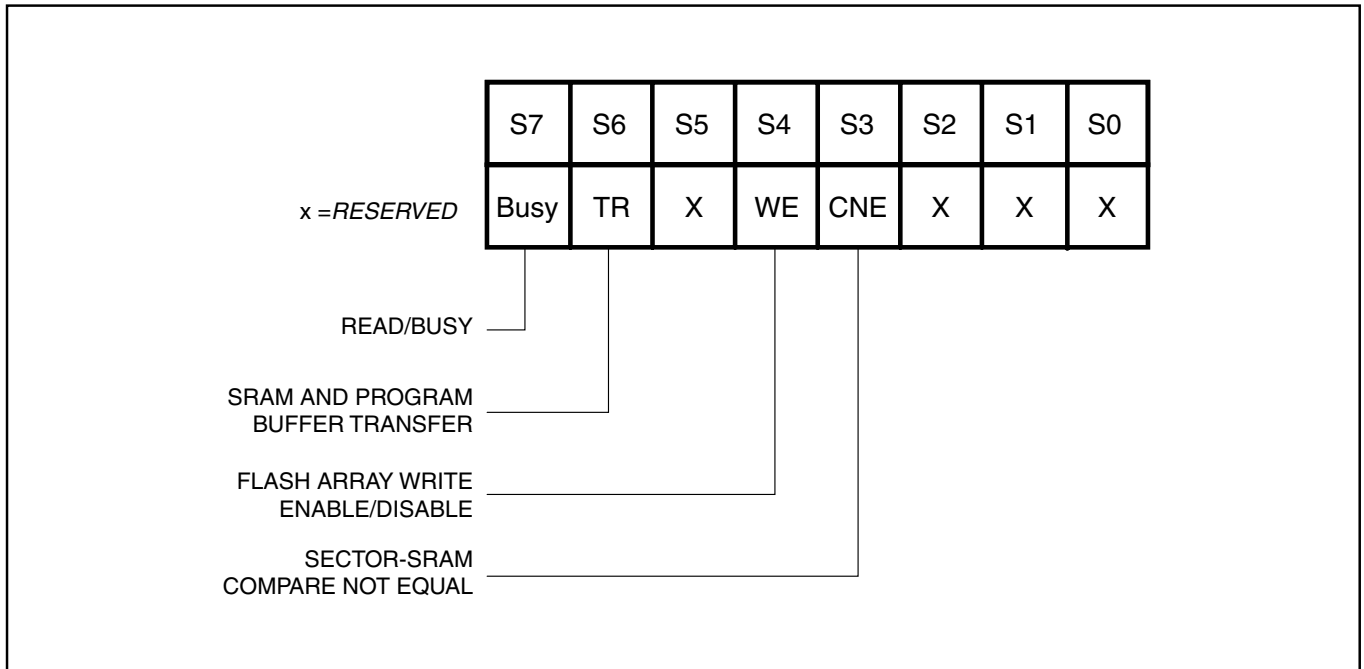 S7 S6 S5 S4 S3 S2 S1 S0
x =RESERVED Busy TR X WE CNE X X X
READ/BUSY
SRAM AND PROGRAM
BUFFER TRANSFER
FLASH ARRAY WRITE
ENABLE/DISABLE
SECTOR-SRAM
COMPARE NOT EQUAL